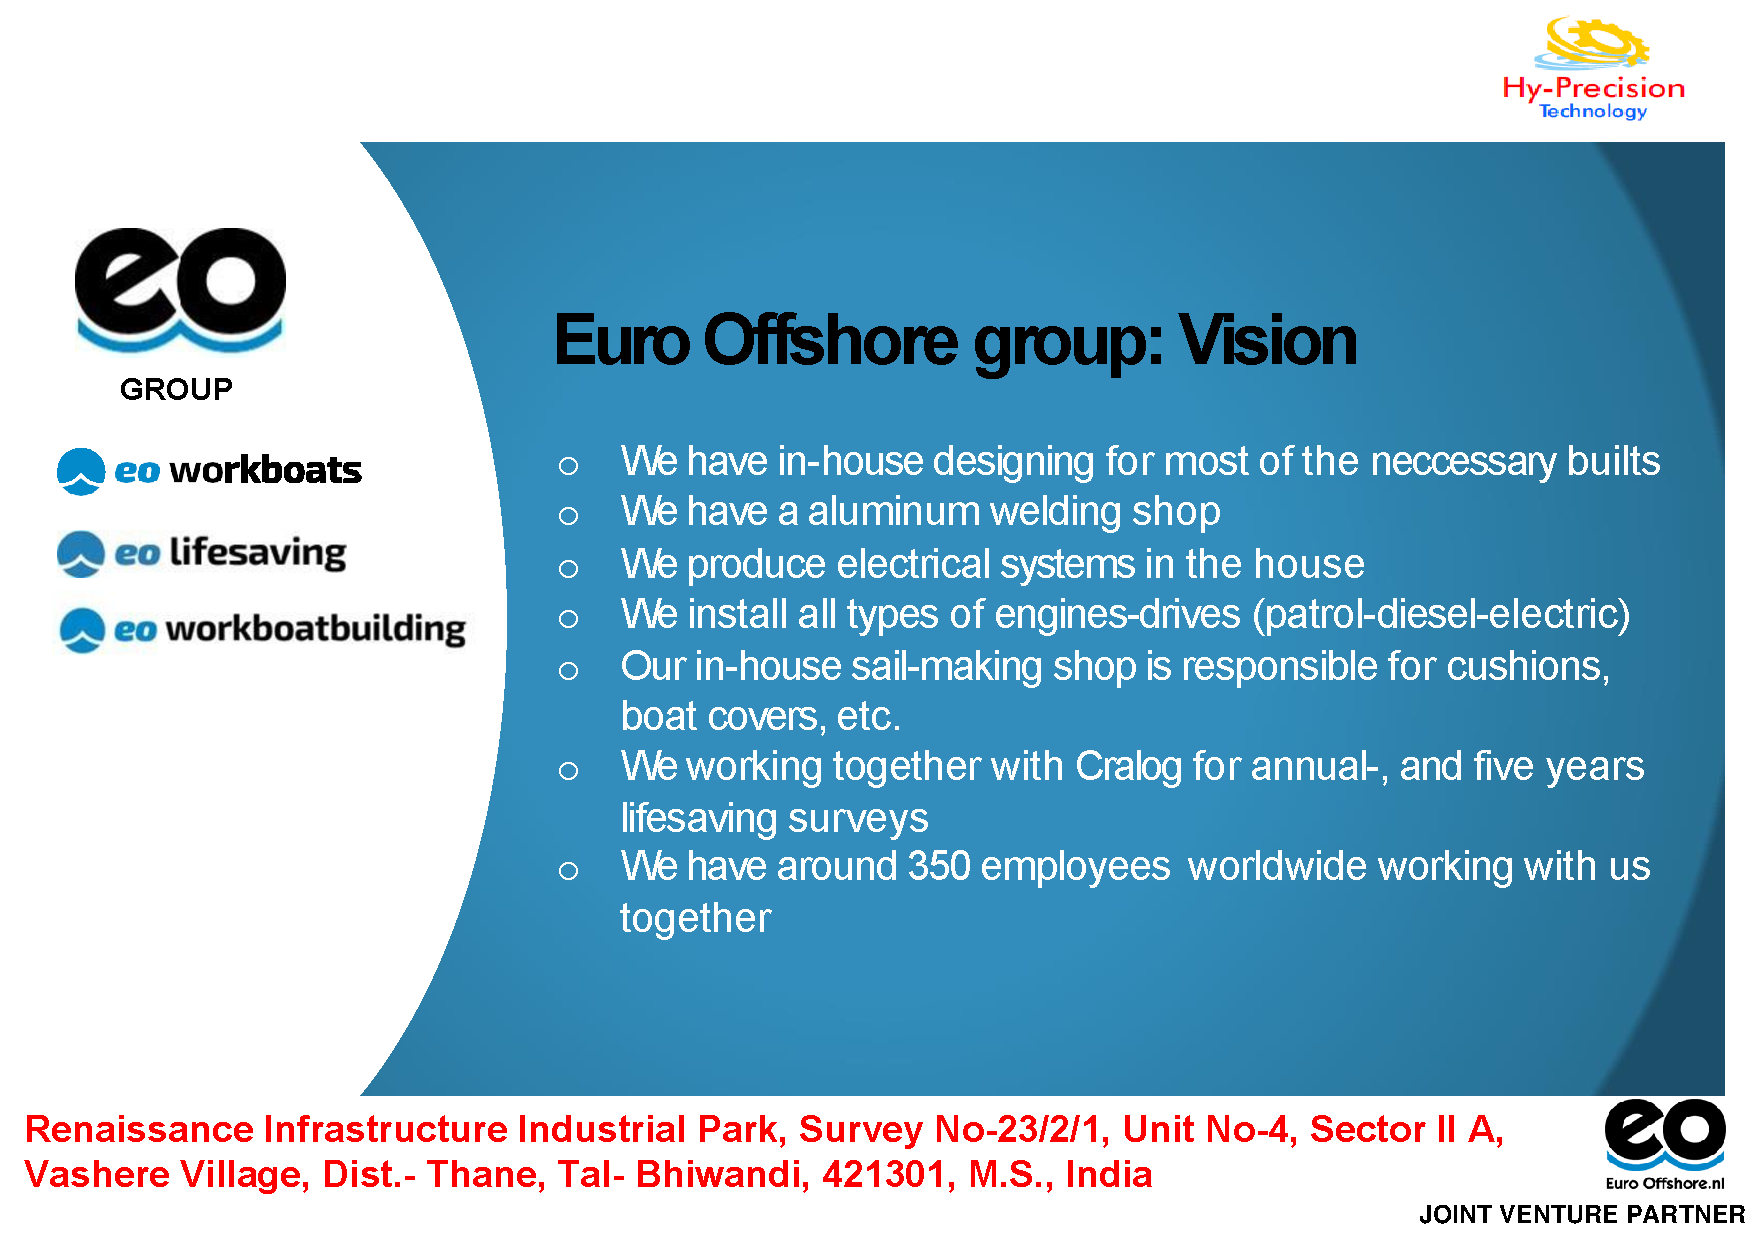 Hy-Precision
Technology
eo
GROUP
eo workboats
eo lifesaving
eo workboatbuilding
Euro Offshore group: Vision
o We have in-house designing for most of the neccessary builts
o We have a aluminum welding shop
o We produce electrical systems in the house
o We install all types of engines-drives (patrol-diesel-electric)
o Our in-house sail-making shop is responsible for cushions,
boat covers, etc.
o We working together with Cralog for annual-, and five years
lifesaving surveys
o We have around 350 employees worldwide working with us
together
Renaissance Infrastructure Industrial Park, Survey No-23/2/1, Unit No-4, Sector II A,
Vashere Village, Dist.- Thane, Tal- Bhiwandi, 421301, M.S., India
eo
Euro Offshore.nl
JOINT VENTURE PARTNER